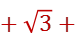 + √3 +